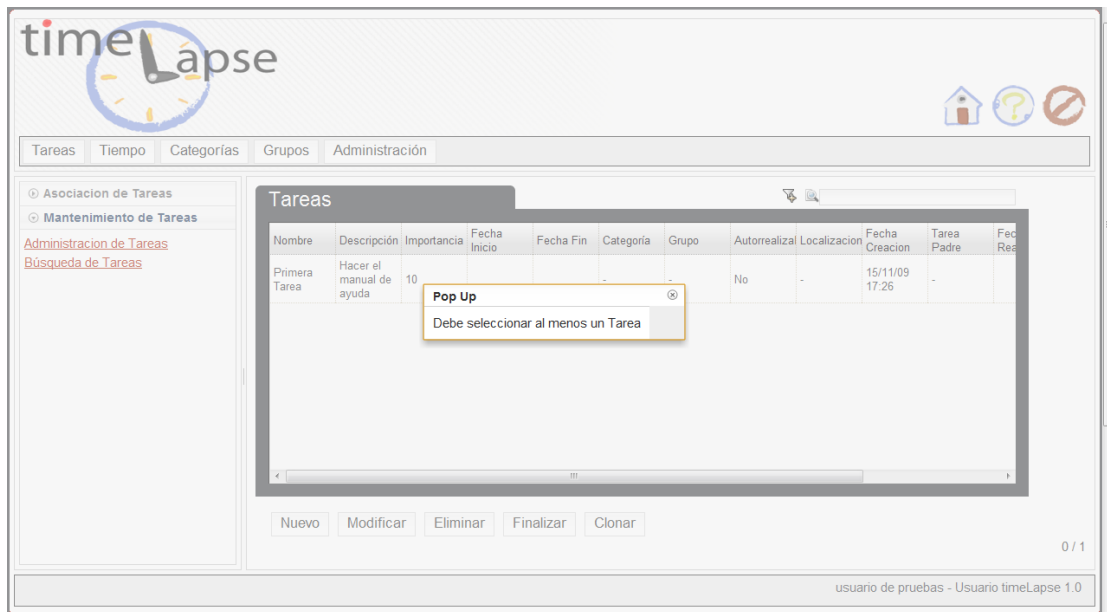 timeLapse
Tareas Tiempo Categorías Grupos Administración
Asociacion de Tareas
Mantenimiento de Tareas
Administracion de Tareas
Búsqueda de Tareas
Tareas
Nombre Descripción Importancia Fecha Inicio Fecha Fin Categoría Grupo Autorrealizal Localizacion Fecha Creacion Tarea Padre Fec Rea
Primera Tarea Hacer el manual de ayuda 10 - - No - 15/11/09 17:26 -
Pop Up
Debe seleccionar al menos un Tarea
Nuevo Modificar Eliminar Finalizar Clonar
0 / 1
usuario de pruebas - Usuario timeLapse 1.0